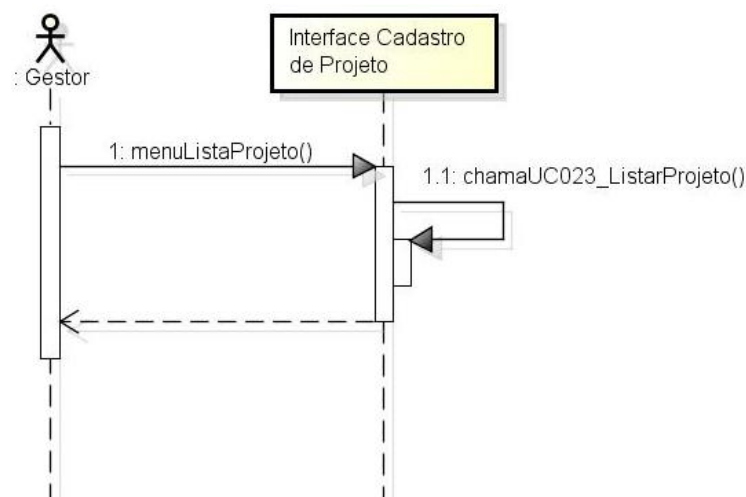 Interface Cadastro
de Projeto
: Gestor
1: menuListaProjeto()
1.1: chamaUC023_ListarProjeto()